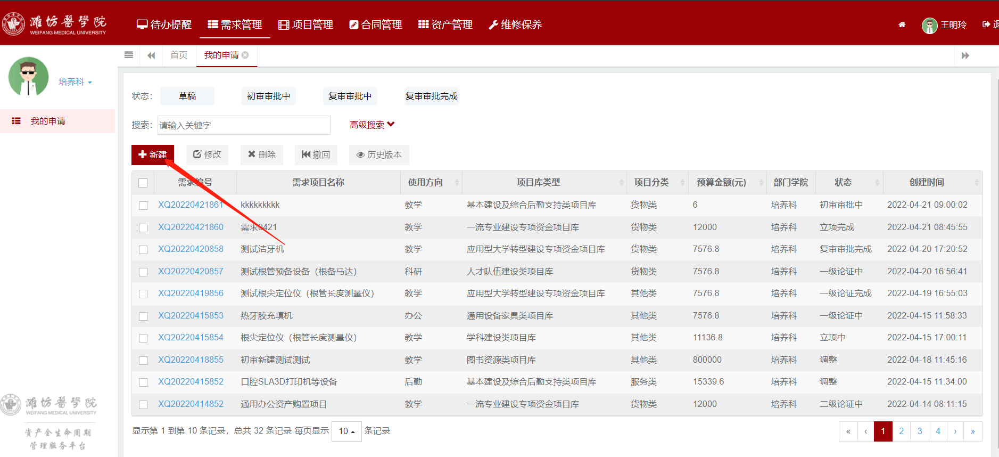 潍坊醫學院
WEIFANG MEDICAL UNIVERSITY
待办提醒 需求管理 项目管理 合同管理 资产管理 维修保养
王明玲
首页 我的申请
培养科
我的申请
状态： 草稿 初审审批中 复审审批中 复审审批完成
搜索： 请输入关键字 高级搜索
新建 修改 删除 撤回 历史版本
需求编号 需求项目名称 使用方向 项目库类型 项目分类 预算金额(元) 部门学院 状态 创建时间
XQ20220421861 kkkkkkkkk 教学 基本建设及综合后勤支持类项目库 货物类 6 培养科 初审审批中 2022-04-21 09:00:02
XQ20220421860 需求0421 教学 一流专业建设专项资金项目库 货物类 12000 培养科 立项完成 2022-04-21 08:45:55
XQ20220420858 测试洁牙机 教学 应用型大学转型建设专项资金项目库 货物类 7576.8 培养科 复审审批完成 2022-04-20 17:20:52
XQ20220420857 测试根管预备设备（根备马达） 科研 人才队伍建设类项目库 货物类 7576.8 培养科 一级论证中 2022-04-20 16:56:41
XQ20220419856 测试根尖定位仪（根管长度测量仪） 教学 应用型大学转型建设专项资金项目库 其他类 7576.8 培养科 一级论证完成 2022-04-19 16:55:03
XQ20220415853 热牙胶充填机 办公 通用设备家具类项目库 其他类 7576.8 培养科 一级论证中 2022-04-15 11:58:33
XQ20220415854 根尖定位仪（根管长度测量仪） 教学 学科建设类项目库 其他类 11136.8 培养科 立项中 2022-04-15 17:00:11
XQ20220418855 初审新建测试测试 教学 图书资源类项目库 其他类 800000 培养科 调整 2022-04-18 11:45:16
XQ20220415852 口腔SLA3D打印机等设备 后勤 基本建设及综合后勤支持类项目库 服务类 15339.6 培养科 调整 2022-04-15 11:34:00
XQ20220414852 通用办公资产购置项目 教学 一流专业建设专项资金项目库 货物类 12000 培养科 二级论证中 2022-04-14 08:11:15
显示第 1 到第 10 条记录，总共 32 条记录 每页显示 10 条记录
« ‹ 1 2 3 4 › »
潍坊醫學院
WEIFANG MEDICAL UNIVERSITY
资产全生命周期
管理服务平台